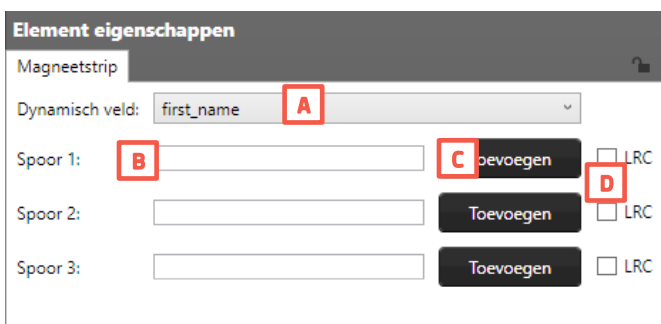 Element eigenschappen
Magneetstrip
Dynamisch veld: first_name A
Spoor 1: B C oevoegen LRC
D
Spoor 2: Toevoegen LRC
Spoor 3: Toevoegen LRC